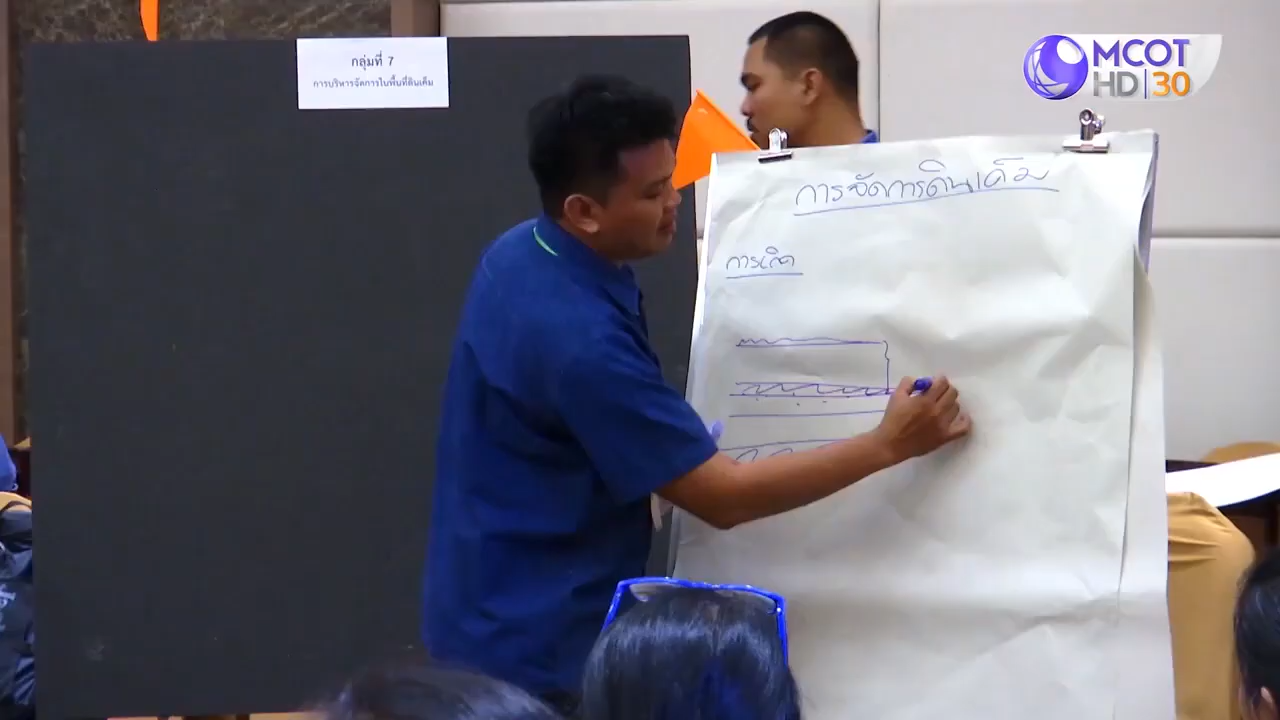 กลุ่มที่ 7
การบริหารจัดการในพื้นที่ดินเค็ม
MCOT
HD 30
การจัดการดินเค็ม
การเกิด